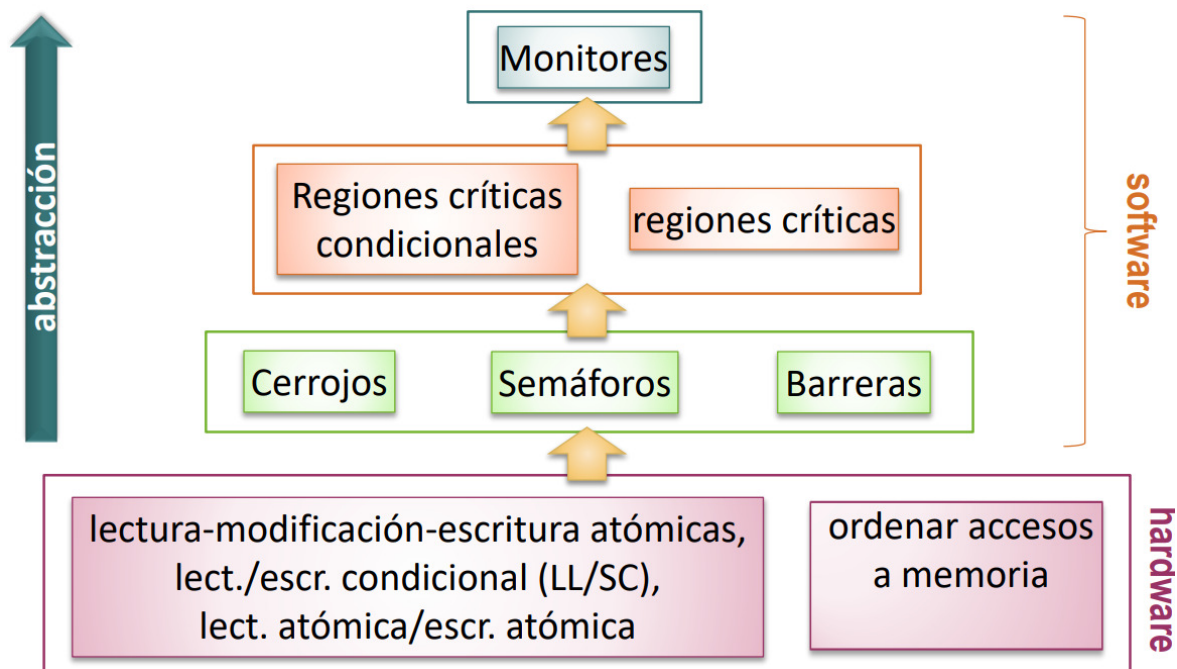 Monitores
abstracción
Regiones críticas
condicionales
regiones críticas
software
Cerrojos
Semáforos
Barreras
lectura-modificación-escritura atómicas,
lect./escr. condicional (LL/SC),
lect. atómica/escr. atómica
ordenar accesos
a memoria
hardware